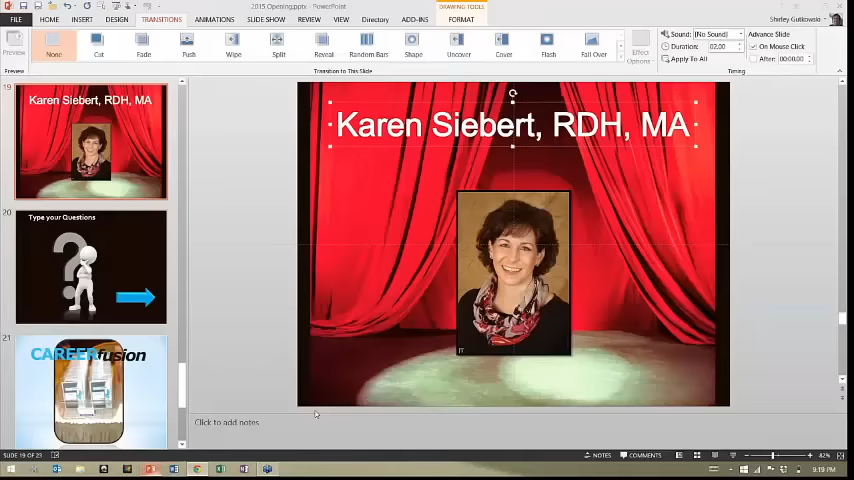 2015 Opening.pptx - PowerPoint
DRAWING TOOLS
FILE
HOME
INSERT
DESIGN
TRANSITIONS
ANIMATIONS
SLIDE SHOW
REVIEW
VIEW
Directory
ADD-INS
FORMAT
Shirley Gutkowski
Preview
None
Cut
Fade
Push
Wipe
Split
Reveal
Random Bars
Shape
Uncover
Cover
Flash
Fall Over
Effect
Options
Sound: [No Sound]
Duration: 02.00
Apply To All
Advance Slide
On Mouse Click
After: 00:00.00
Preview
Transition to This Slide
Timing
19
Karen Siebert, RDH, MA
20
Type your Questions
?
21
CAREERfusion
Karen Siebert, RDH, MA
Click to add notes
SLIDE 19 OF 23
NOTES
COMMENTS
82%
9:19 PM